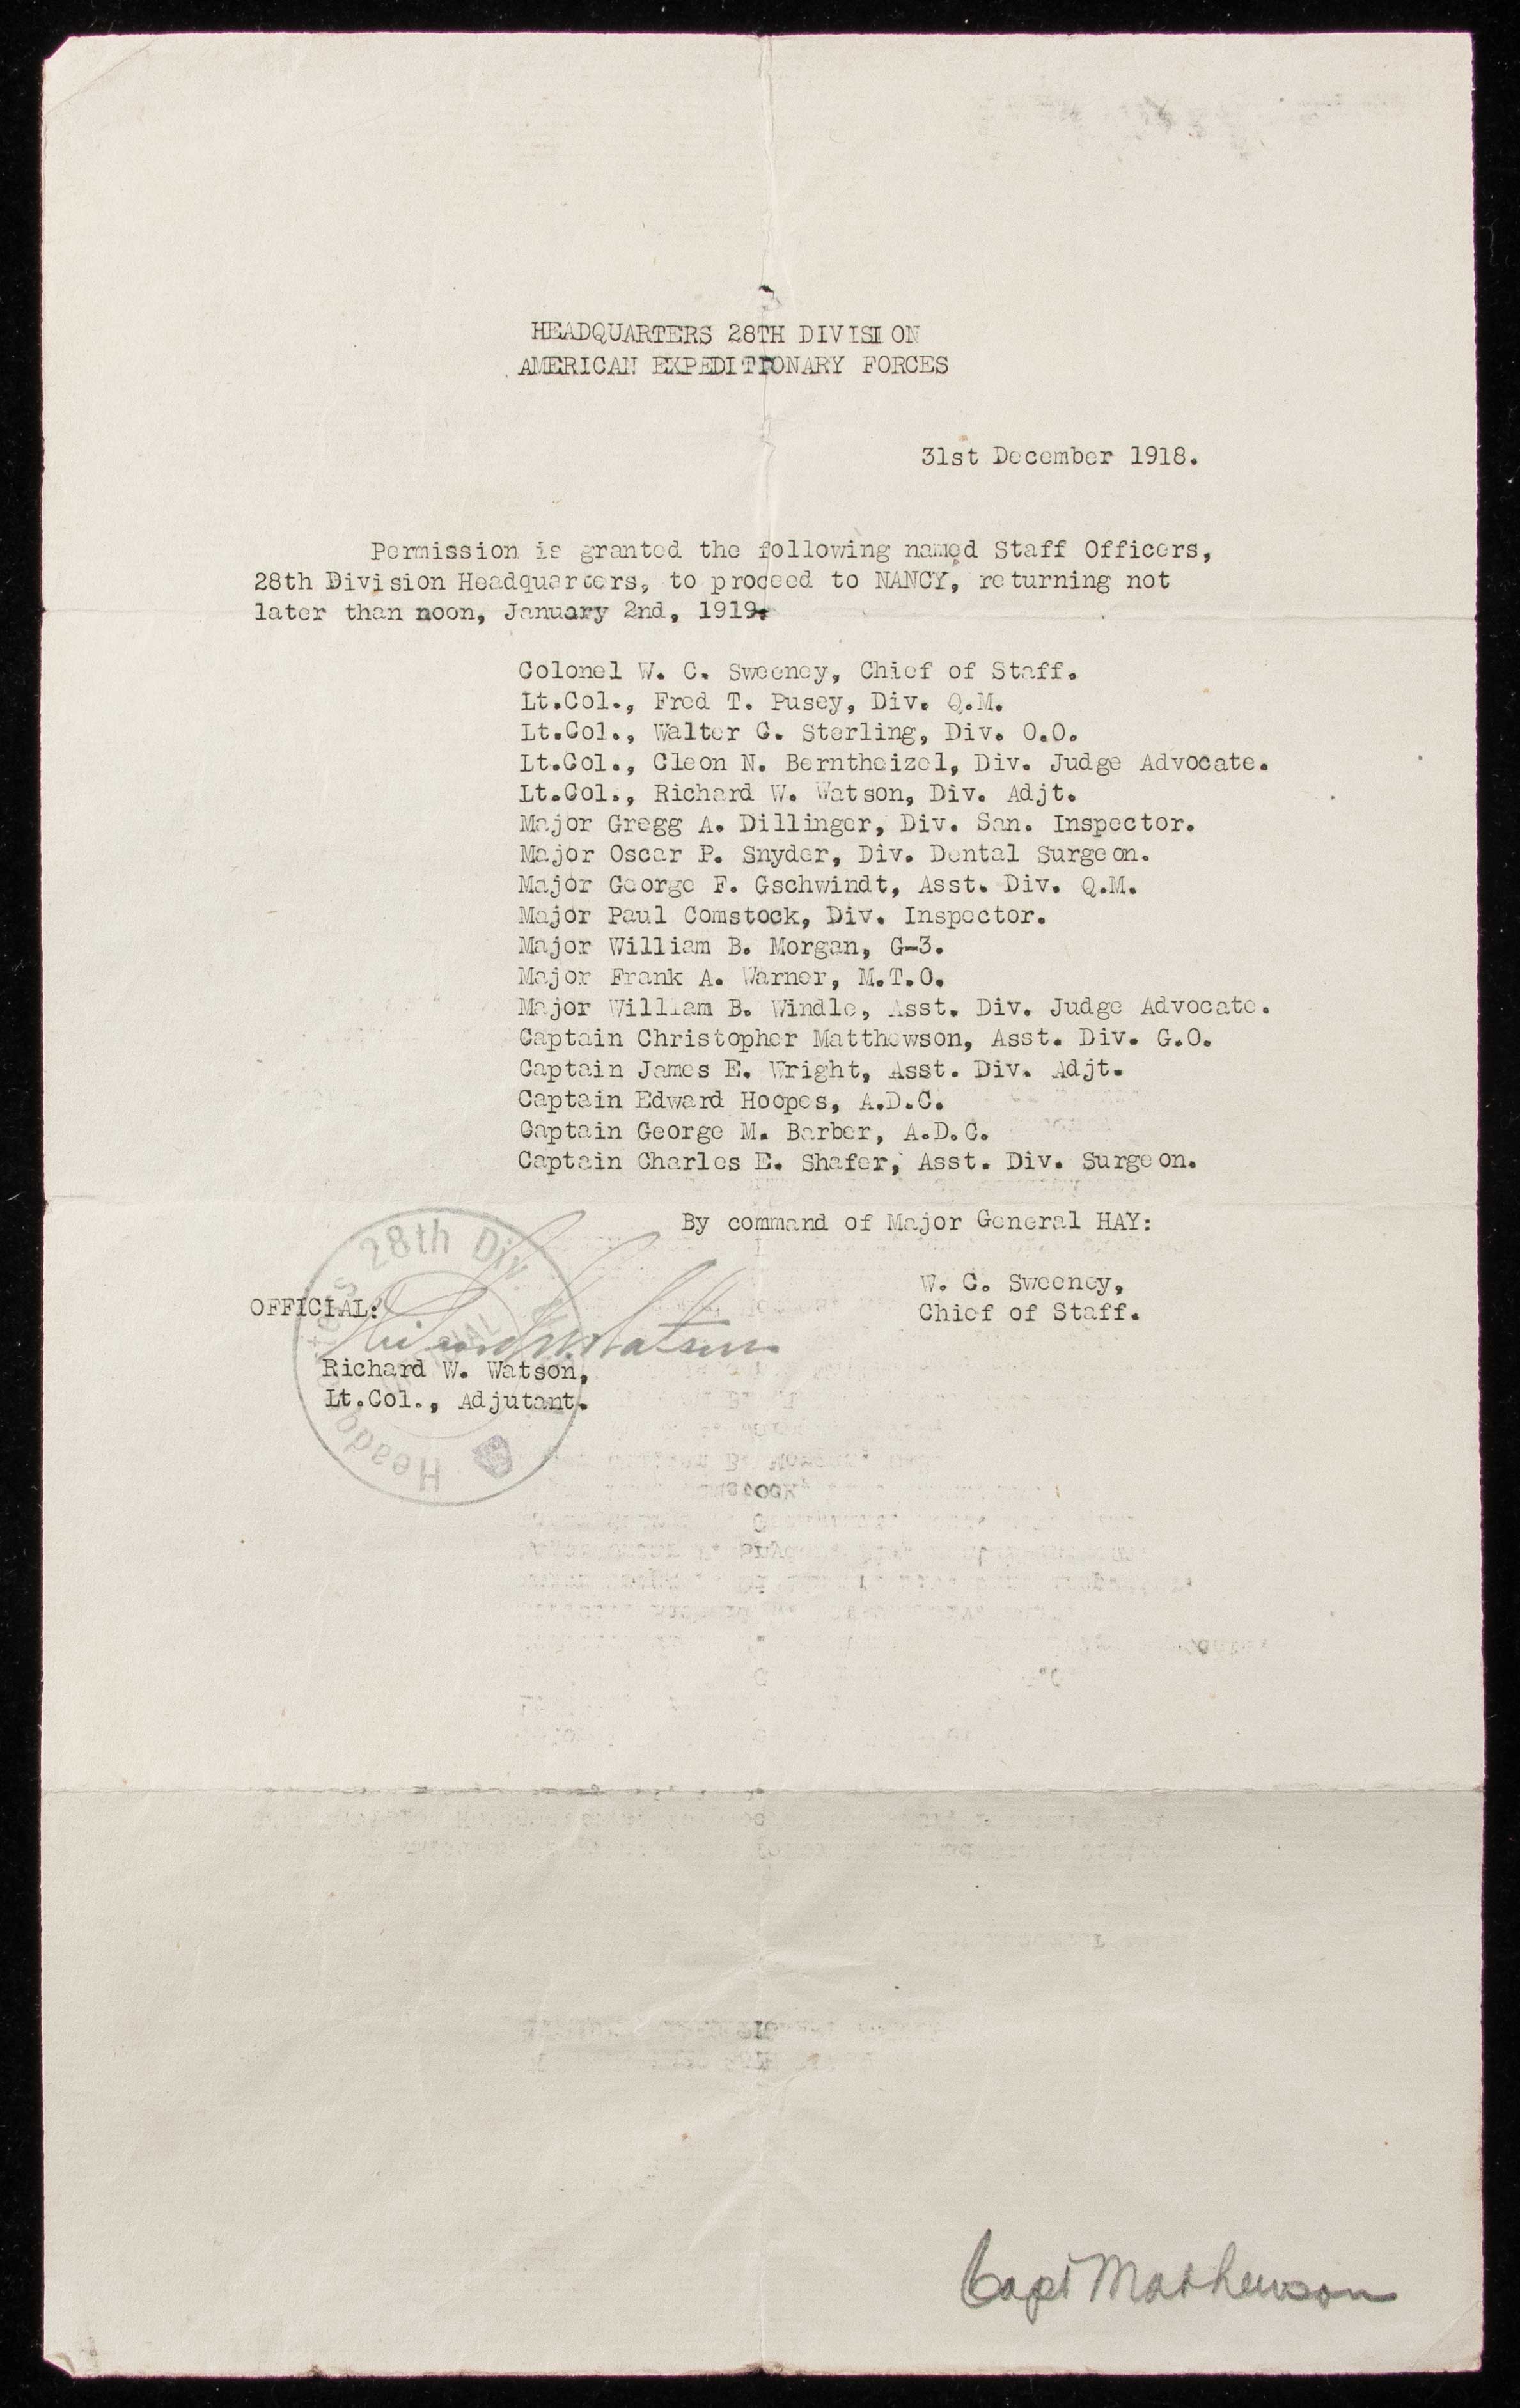 HEADQUARTERS 28TH DIVISION
AMERICAN EXPEDITIONARY FORCES
31st December 1918.
Permission is granted the following named Staff Officers,
28th Division Headquarters, to proceed to NANCY, returning not
later than noon, January 2nd, 1919.
Colonel W. C. Sweeney, Chief of Staff.
Lt.Col., Fred T. Pusey, Div. Q.M.
Lt.Col., Walter G. Sterling, Div. O.O.
Lt.Col., Cleon N. Berntheizel, Div. Judge Advocate.
Lt.Col., Richard W. Watson, Div. Adjt.
Major Gregg A. Dillinger, Div. San. Inspector.
Major Oscar P. Snyder, Div. Dental Surgeon.
Major George F. Gschwindt, Asst. Div. Q.M.
Major Paul Comstock, Div. Inspector.
Major William B. Morgan, G-3.
Major Frank A. Warner, M.T.O.
Major William B. Windle, Asst. Div. Judge Advocate.
Captain Christopher Matthewson, Asst. Div. G.O.
Captain James E. Wright, Asst. Div. Adjt.
Captain Edward Hoopes, A.D.C.
Captain George M. Barber, A.D.C.
Captain Charles E. Shafer, Asst. Div. Surgeon.
By command of Major General HAY:
W. C. Sweeney,
Chief of Staff.
28th Div
OFFICIAL:
Richard W. Watson
Richard W. Watson,
Lt.Col., Adjutant.
Capt Mathewson